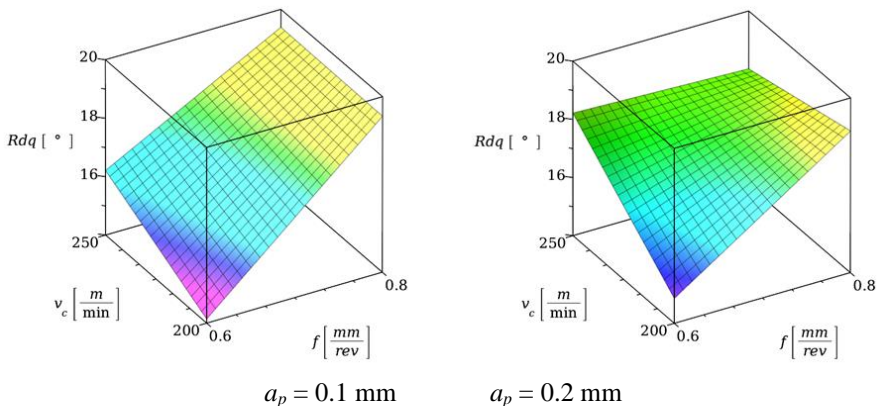 20
18
Rdq [ ° ]
16
250
v_c [ m/min ]
200
0.6
0.8
f [ mm/rev ]
20
18
Rdq [ ° ]
16
250
v_c [ m/min ]
200
0.6
0.8
f [ mm/rev ]
a_p = 0.1 mm
a_p = 0.2 mm